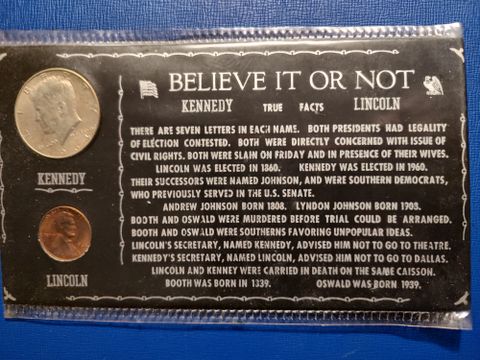 BELIEVE IT OR NOT
KENNEDY TRUE FACTS LINCOLN
THERE ARE SEVEN LETTERS IN EACH NAME. BOTH PRESIDENTS HAD LEGALITY
OF ELECTION CONTESTED. BOTH WERE DIRECTLY CONCERNED WITH ISSUE OF
CIVIL RIGHTS. BOTH WERE SLAIN ON FRIDAY AND IN PRESENCE OF THEIR WIVES.
LINCOLN WAS ELECTED IN 1860. KENNEDY WAS ELECTED IN 1960.
THEIR SUCCESSORS WERE NAMED JOHNSON, AND WERE SOUTHERN DEMOCRATS,
WHO PREVIOUSLY SERVED IN THE U.S. SENATE.
ANDREW JOHNSON BORN 1808. LYNDON JOHNSON BORN 1908.
BOOTH AND OSWALD WERE MURDERED BEFORE TRIAL COULD BE ARRANGED.
BOOTH AND OSWALD WERE SOUTHERNS FAVORING UNPOPULAR IDEAS.
LINCOLN'S SECRETARY, NAMED KENNEDY, ADVISED HIM NOT TO GO TO THEATRE.
KENNEDY'S SECRETARY, NAMED LINCOLN, ADVISED HIM NOT TO GO TO DALLAS.
LINCOLN AND KENNEY WERE CARRIED IN DEATH ON THE SAME CAISSON.
BOOTH WAS BORN IN 1839. OSWALD WAS BORN 1939.
KENNEDY
LINCOLN